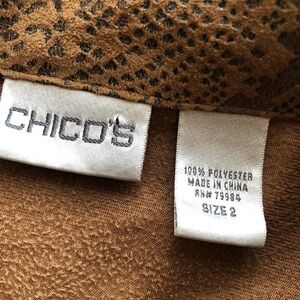 CHICO'S
100% POLYESTER
MADE IN CHINA
RN# 79984
SIZE 2